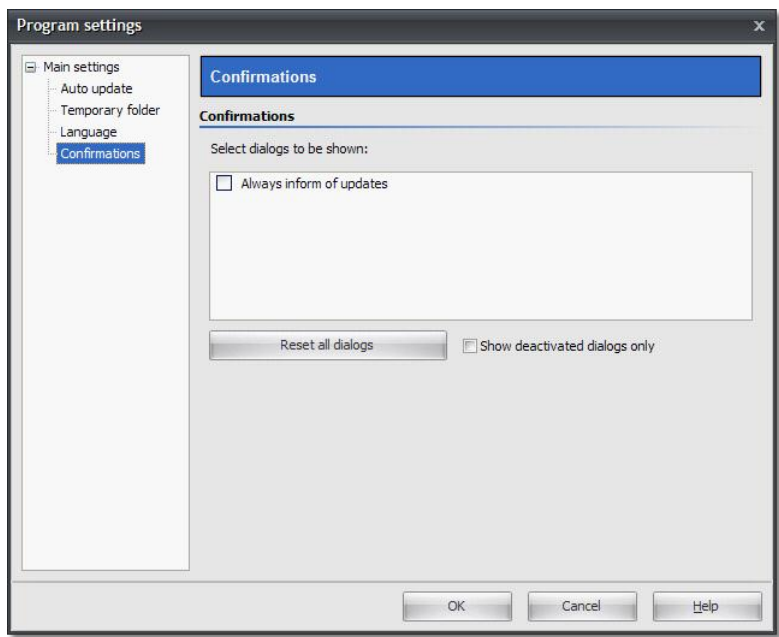 Program settings
x
Main settings
Auto update
Temporary folder
Language
Confirmations
Confirmations
Confirmations
Select dialogs to be shown:
Always inform of updates
Reset all dialogs
Show deactivated dialogs only
OK
Cancel
Help